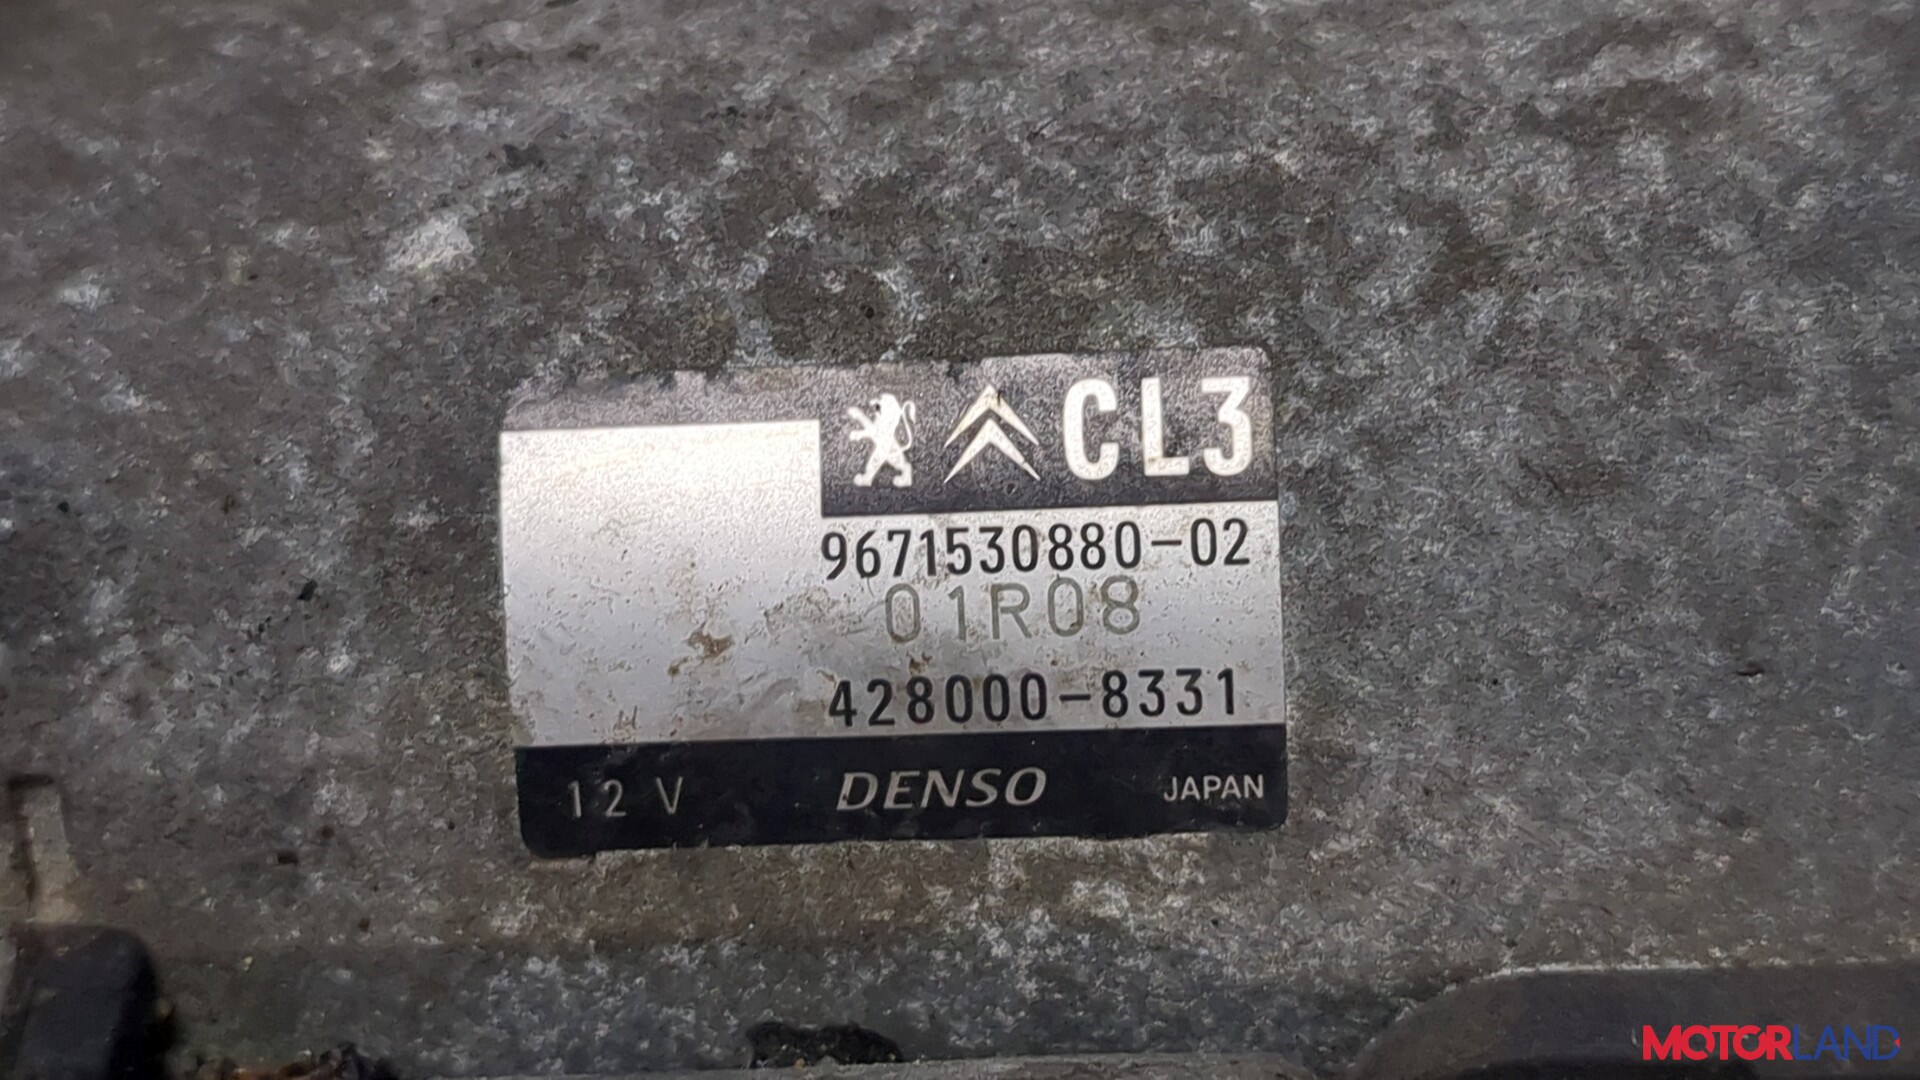 CL3
9671530880-02
01R08
428000-8331
12 V DENSO JAPAN
MOTORLAND